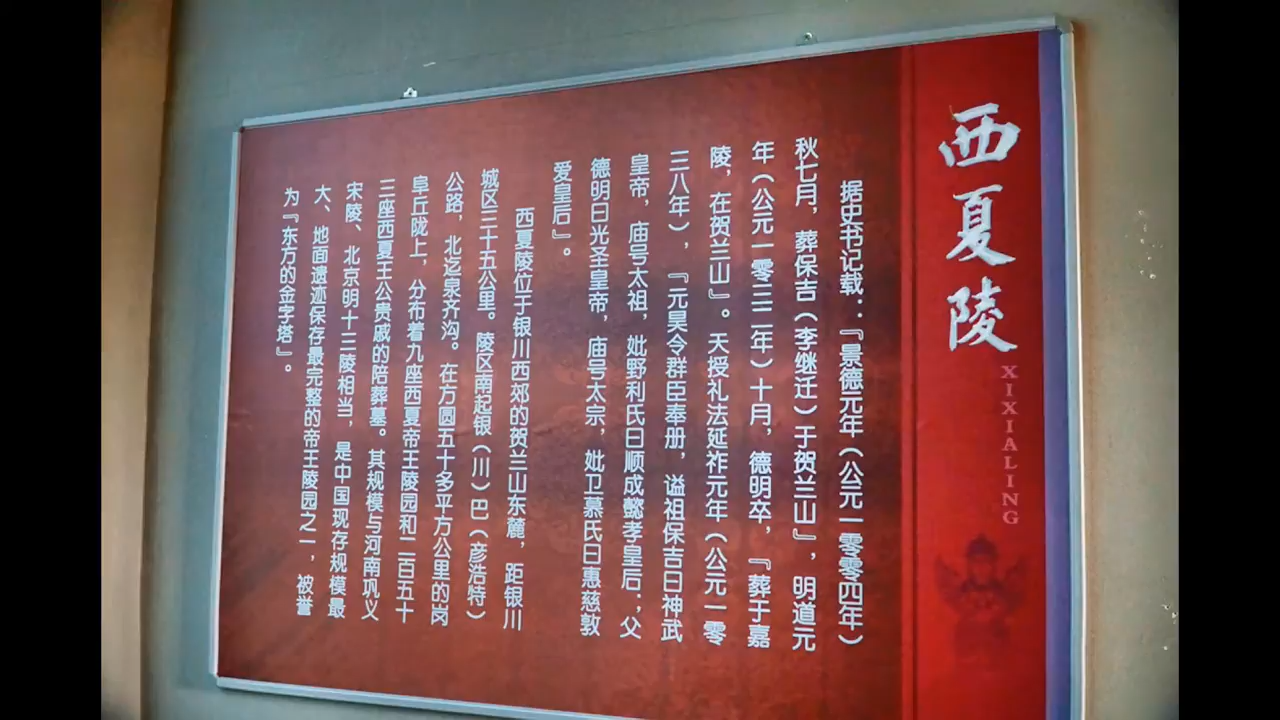 西夏陵
XIXIALING
据史书记载：『景德元年（公元一零零四年）
秋七月，葬保吉（李继迁）于贺兰山』，明道元
年（公元一零三二年）十月，德明卒，『葬于嘉
陵，在贺兰山』。天授礼法延祚元年（公元一零
三八年），『元昊令群臣奉册，谥祖保吉曰神武
皇帝，庙号太祖，妣野利氏曰顺成懿孝皇后；父
德明曰光圣皇帝，庙号太宗，妣卫慕氏曰惠慈敦
爱皇后』。
西夏陵位于银川西郊的贺兰山东麓，距银川
城区三十五公里。陵区南起银（川）巴（彦浩特）
公路，北迄泉齐沟。在方圆五十多平方公里的岗
阜丘陇上，分布着九座西夏帝王陵园和二百五十
三座西夏王公贵戚的陪葬墓。其规模与河南巩义
宋陵、北京明十三陵相当，是中国现存规模最
大、地面遗迹保存最完整的帝王陵园之一，被誉
为『东方的金字塔』。